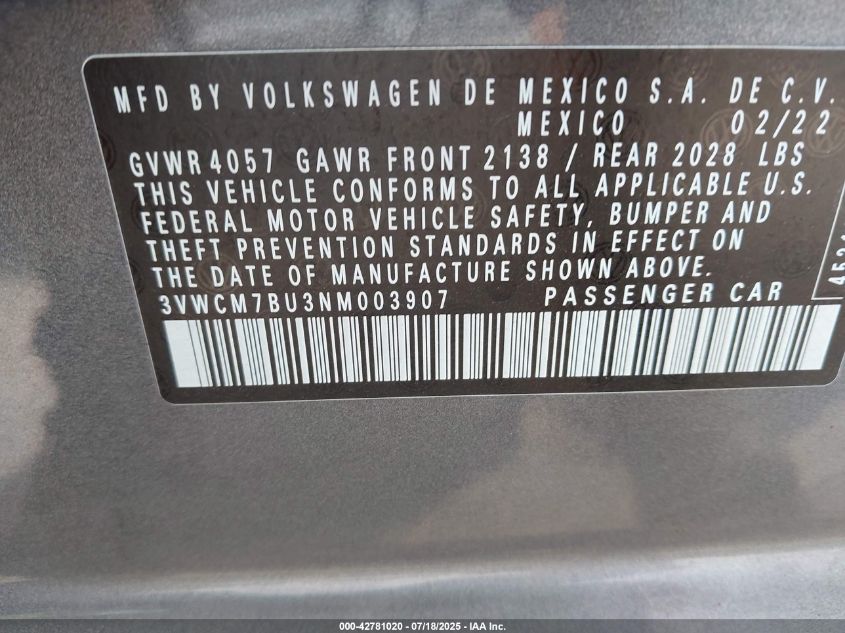 MFD BY VOLKSWAGEN DE MEXICO S.A. DE C.V.
MEXICO 02/22
GVWR 4057 GAWR FRONT 2138 / REAR 2028 LBS
THIS VEHICLE CONFORMS TO ALL APPLICABLE U.S.
FEDERAL MOTOR VEHICLE SAFETY, BUMPER AND
THEFT PREVENTION STANDARDS IN EFFECT ON
THE DATE OF MANUFACTURE SHOWN ABOVE.
3VWCM7BU3NM003907 PASSENGER CAR
000-42781020 - 07/18/2025 - IAA Inc.